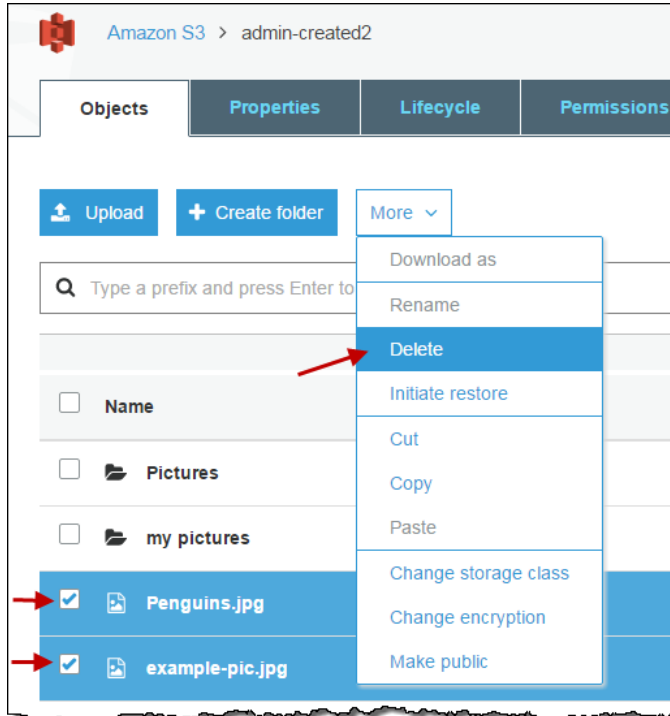 Amazon S3 > admin-created2
Objects Properties Lifecycle Permissions
Upload + Create folder More
Type a prefix and press Enter to
Download as
Rename
Delete
Initiate restore
Cut
Copy
Paste
Change storage class
Change encryption
Make public
Name
Pictures
my pictures
Penguins.jpg
example-pic.jpg